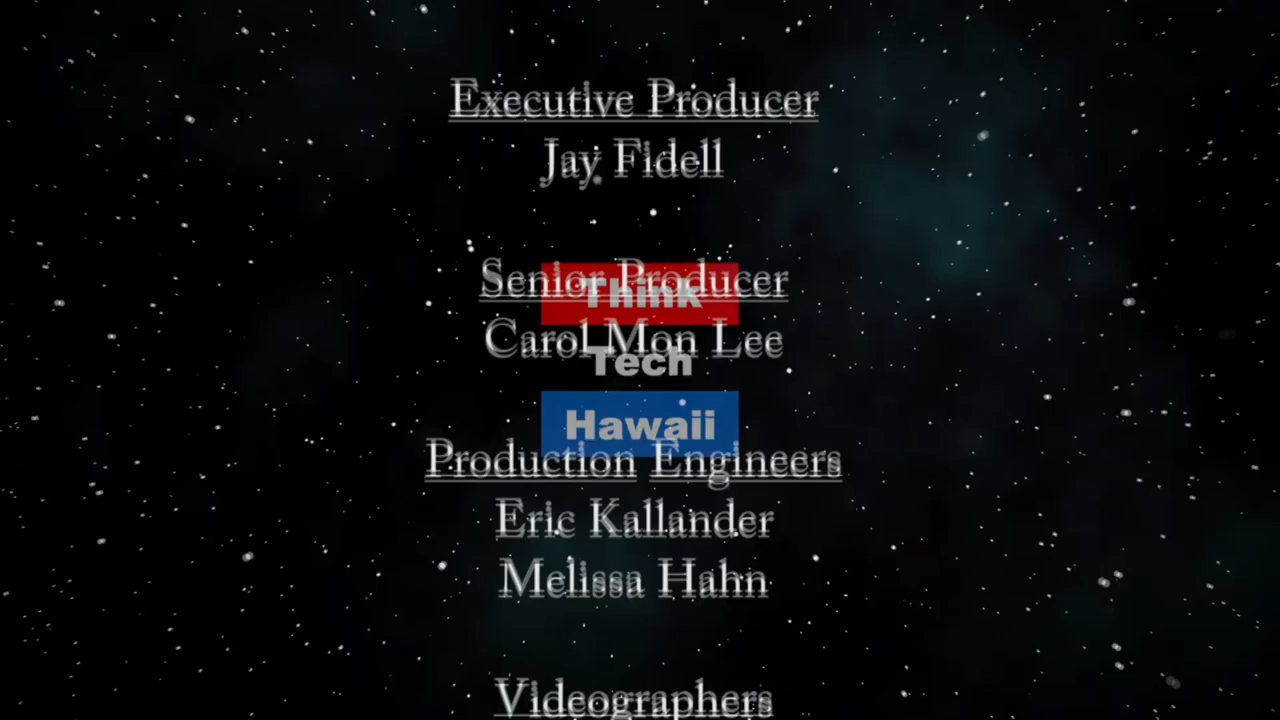 Executive Producer
Jay Fidell
Senior Producer
Think
Carol Mon Lee
Tech
Hawaii
Production Engineers
Eric Kallander
Melissa Hahn
Videographers